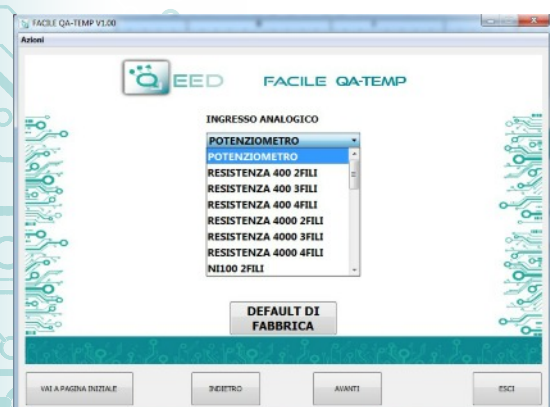 FACILE QA-TEMP V1.00
Azioni
QEED FACILE QA-TEMP
INGRESSO ANALOGICO
POTENZIOMETRO
POTENZIOMETRO
RESISTENZA 400 2FILI
RESISTENZA 400 3FILI
RESISTENZA 400 4FILI
RESISTENZA 4000 2FILI
RESISTENZA 4000 3FILI
RESISTENZA 4000 4FILI
NI100 2FILI
DEFAULT DI
FABBRICA
VAI A PAGINA INIZIALE INDIETRO AVANTI ESCI